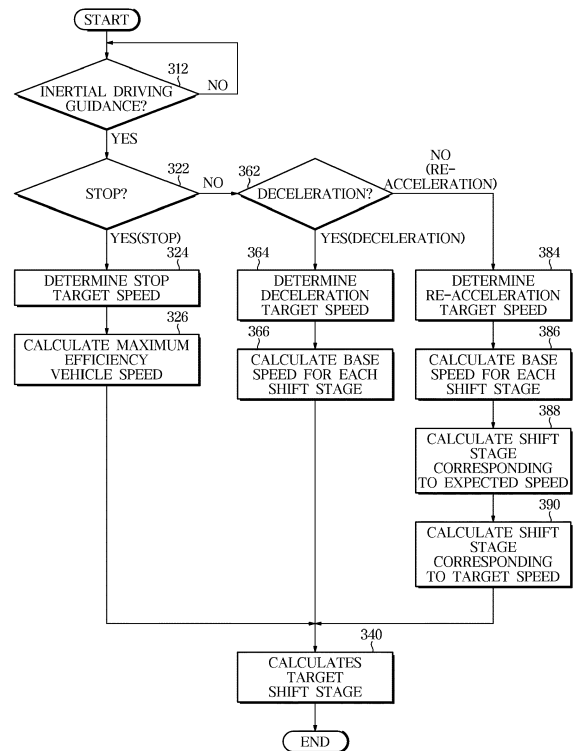 START
312
INERTIAL DRIVING
GUIDANCE?
NO
YES
322
STOP?
NO
YES(STOP)
362
DECELERATION?
NO
(RE-
ACCELERATION)
YES(DECELERATION)
324
DETERMINE STOP
TARGET SPEED
326
CALCULATE MAXIMUM
EFFICIENCY
VEHICLE SPEED
364
DETERMINE
DECELERATION
TARGET SPEED
366
CALCULATE BASE
SPEED FOR EACH
SHIFT STAGE
384
DETERMINE
RE-ACCELERATION
TARGET SPEED
386
CALCULATE BASE
SPEED FOR EACH
SHIFT STAGE
388
CALCULATE SHIFT
STAGE
CORRESPONDING
TO EXPECTED SPEED
390
CALCULATE SHIFT
STAGE
CORRESPONDING
TO TARGET SPEED
340
CALCULATES
TARGET
SHIFT STAGE
END